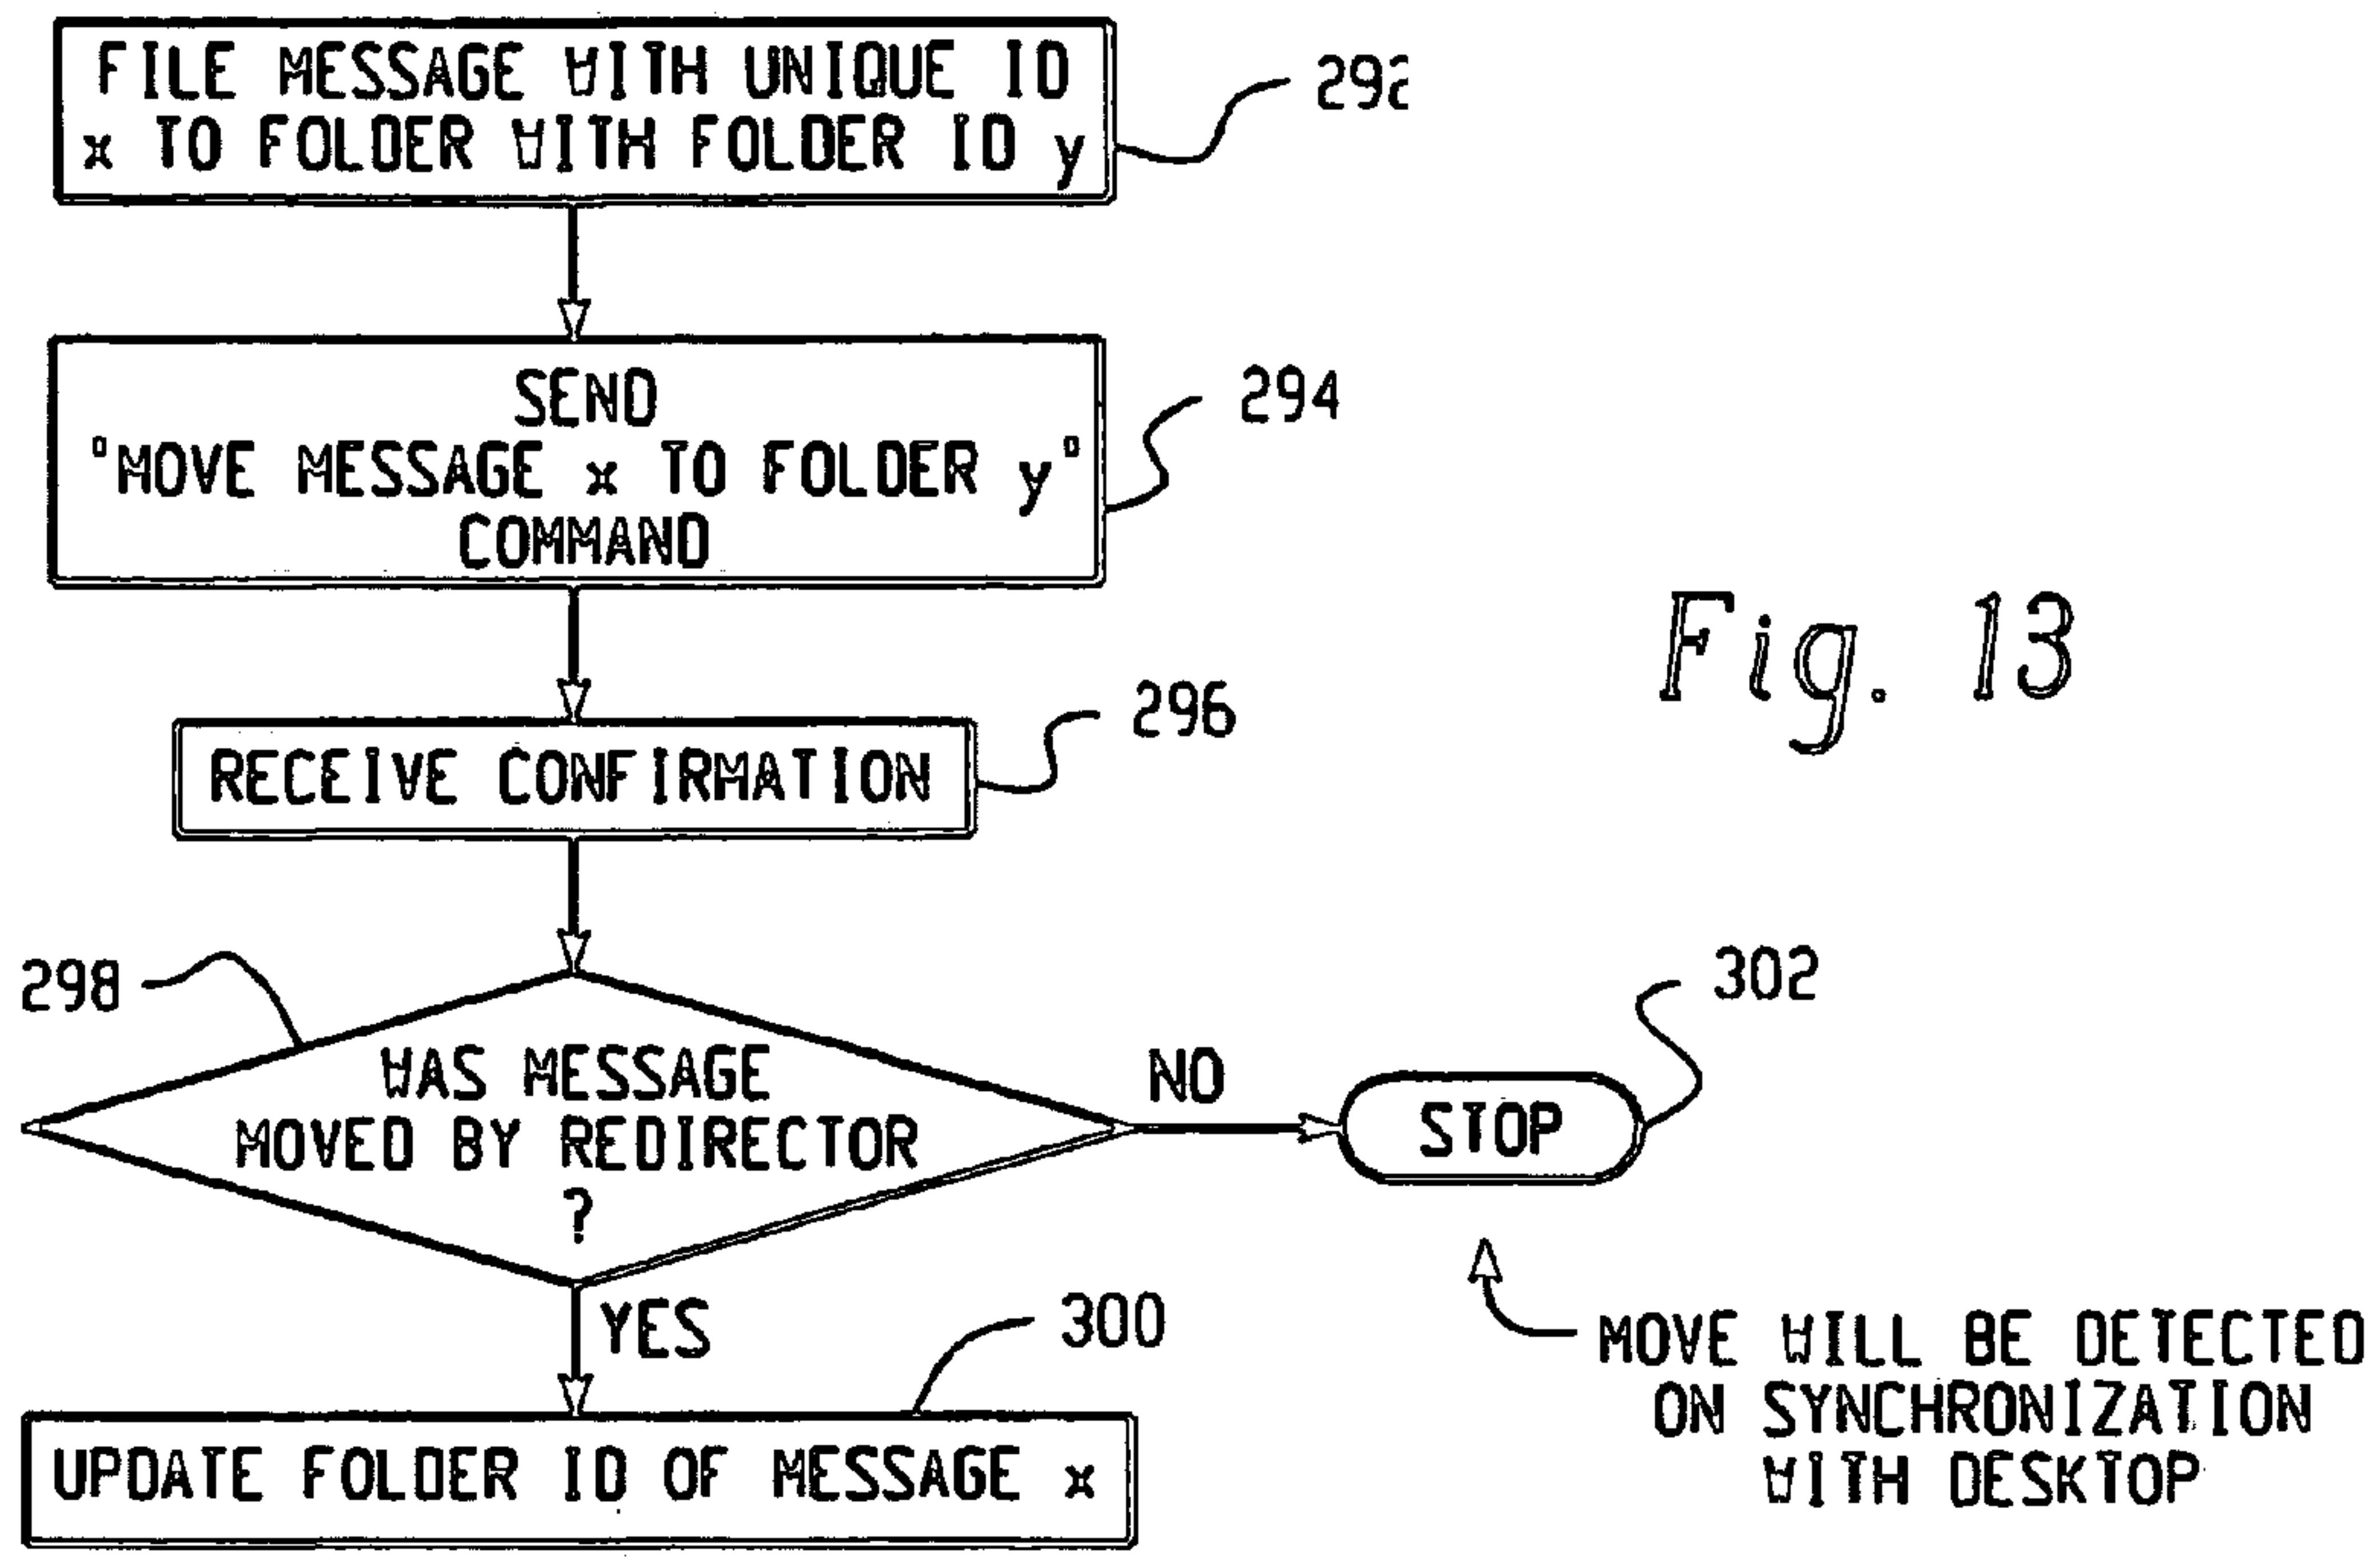 FILE MESSAGE WITH UNIQUE ID
x TO FOLDER WITH FOLDER ID y
292
SEND
"MOVE MESSAGE x TO FOLDER y"
COMMAND
294
Fig. 13
RECEIVE CONFIRMATION
296
298
WAS MESSAGE
MOVED BY REDIRECTOR
?
NO
STOP
302
YES
300
UPDATE FOLDER ID OF MESSAGE x
MOVE WILL BE DETECTED
ON SYNCHRONIZATION
WITH DESKTOP